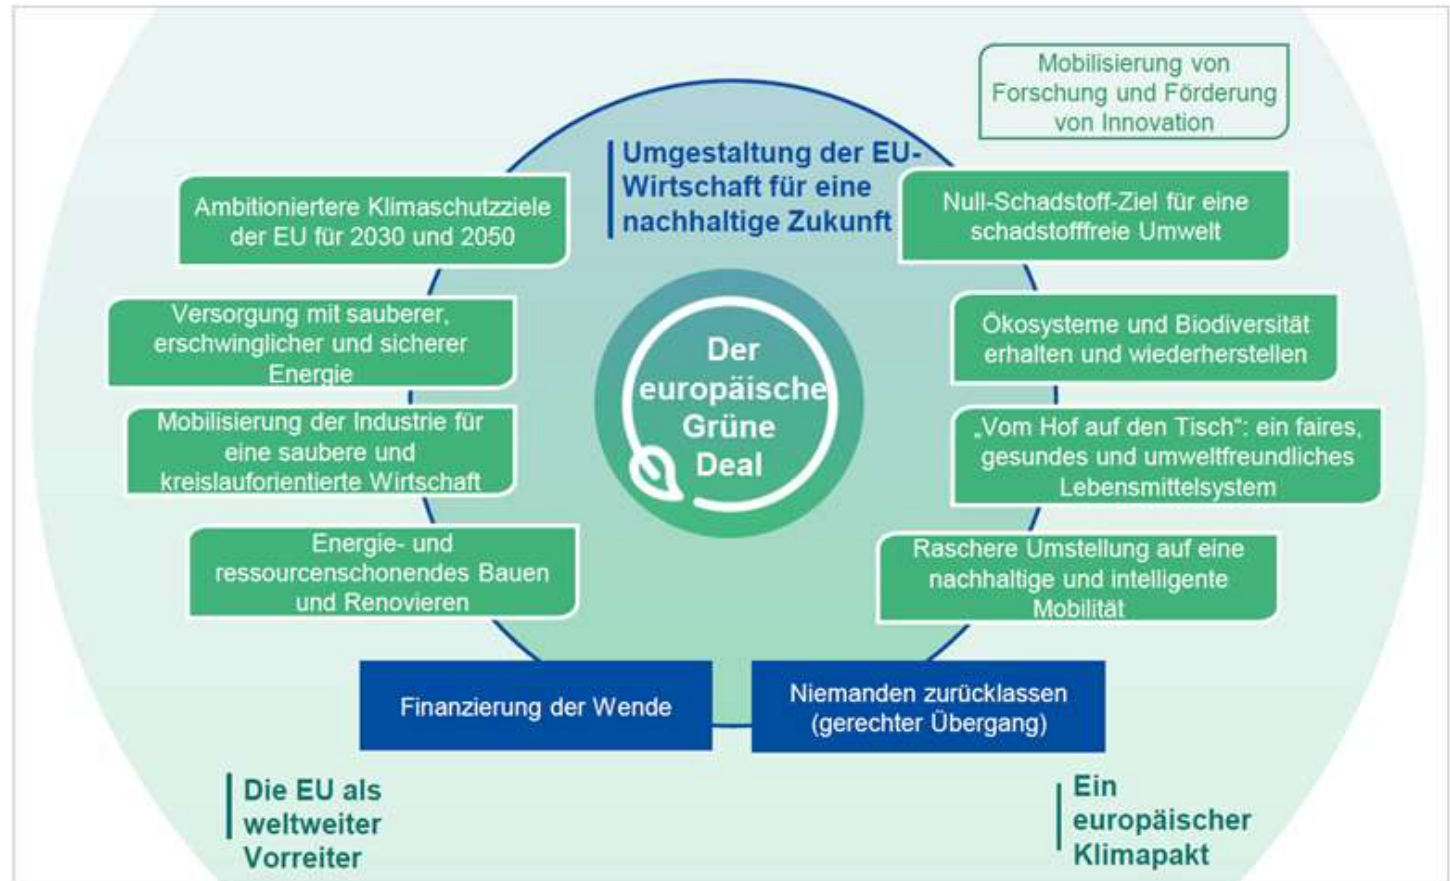 Mobilisierung von
Forschung und Förderung
von Innovation
Umgestaltung der EU-
Wirtschaft für eine
nachhaltige Zukunft
Ambitioniertere Klimaschutzziele
der EU für 2030 und 2050
Null-Schadstoff-Ziel für eine
schadstofffreie Umwelt
Versorgung mit sauberer,
erschwinglicher und sicherer
Energie
Ökosysteme und Biodiversität
erhalten und wiederherstellen
Der
europäische
Grüne
Deal
Mobilisierung der Industrie für
eine saubere und
kreislauforientierte Wirtschaft
„Vom Hof auf den Tisch“: ein faires,
gesundes und umweltfreundliches
Lebensmittelsystem
Energie- und
ressourcenschonendes Bauen
und Renovieren
Raschere Umstellung auf eine
nachhaltige und intelligente
Mobilität
Finanzierung der Wende
Niemanden zurücklassen
(gerechter Übergang)
Die EU als
weltweiter
Vorreiter
Ein
europäischer
Klimapakt